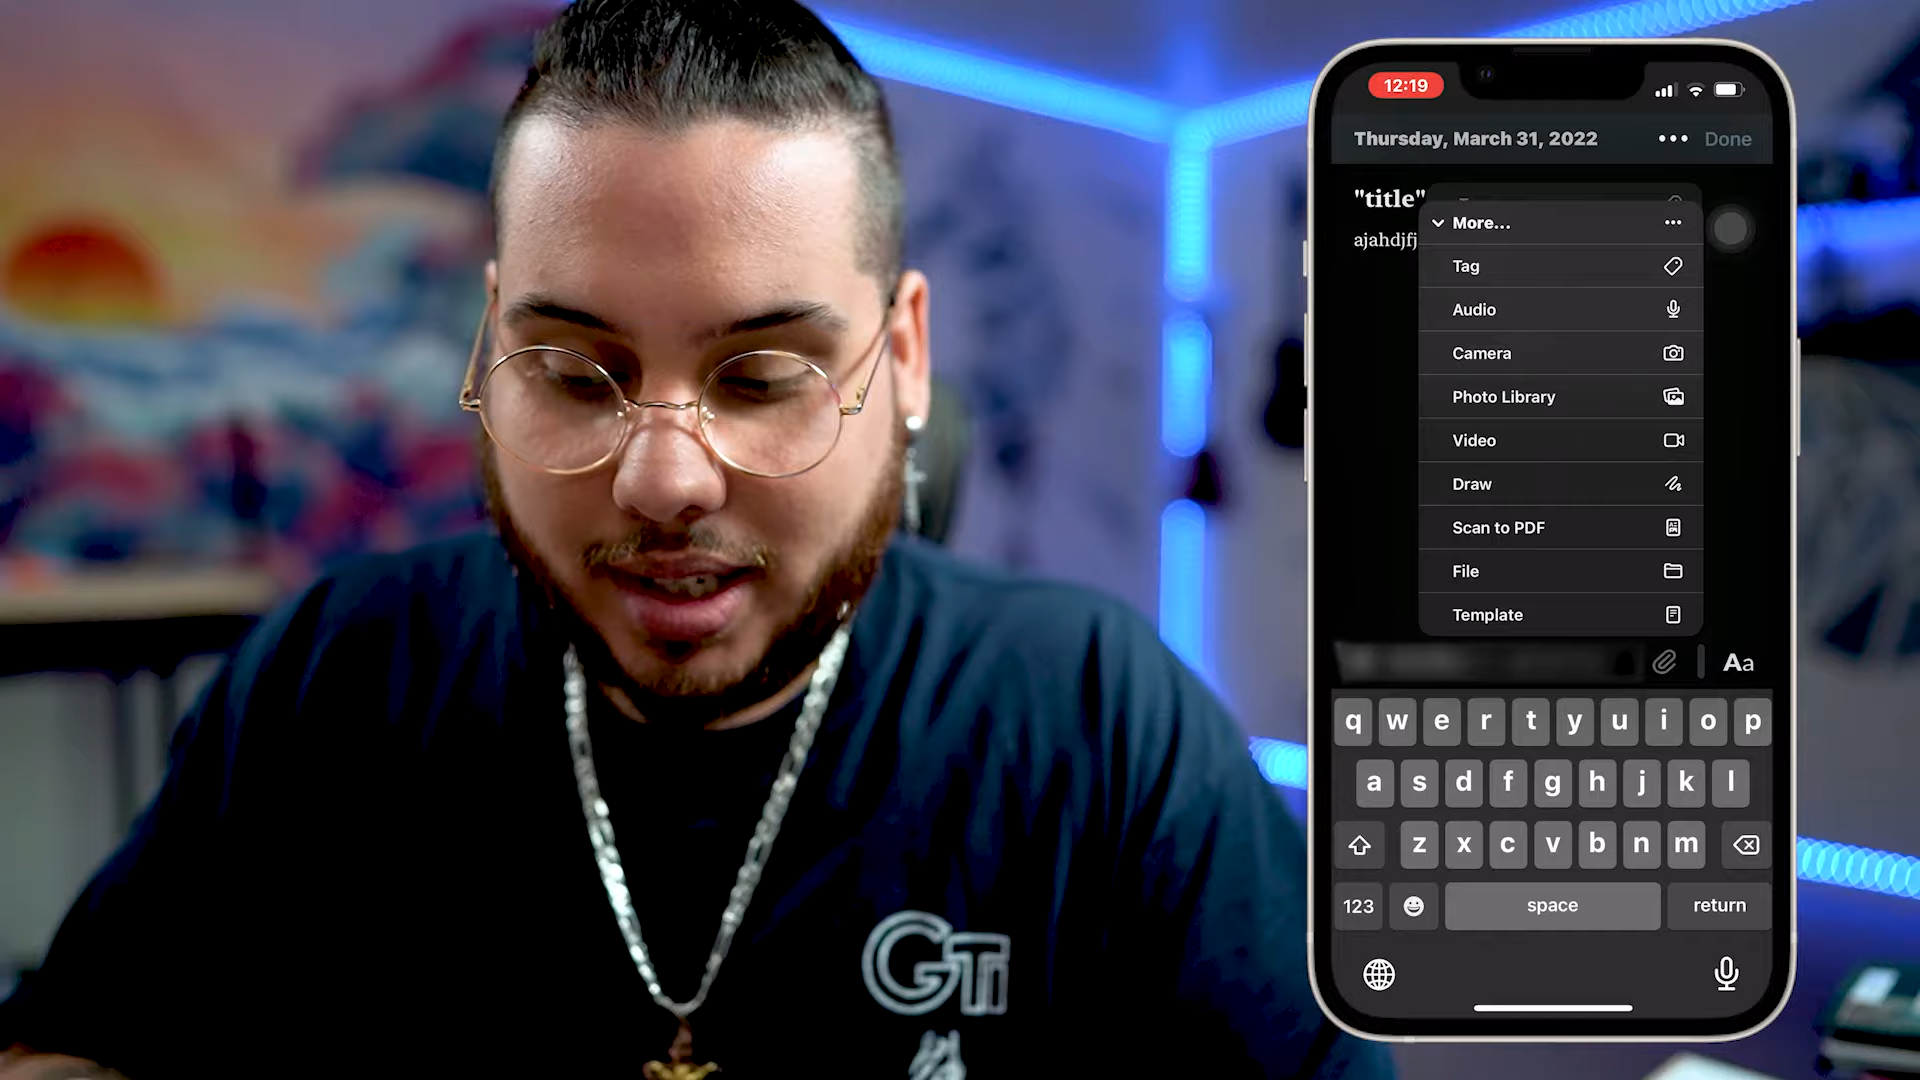 12:19
Thursday, March 31, 2022
••• Done
"title"
ajahdjfj
More...
Tag
Audio
Camera
Photo Library
Video
Draw
Scan to PDF
File
Template
Aa
q w e r t y u i o p
a s d f g h j k l
z x c v b n m
123 space return
GTi